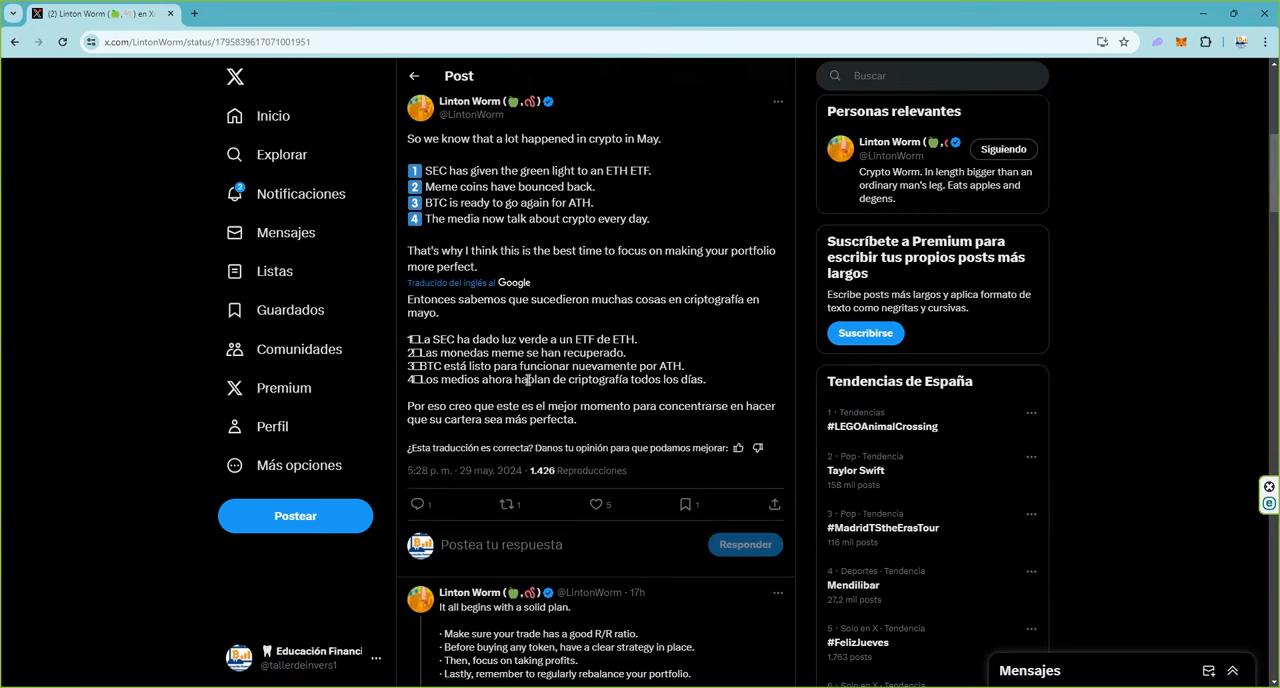 (2) Linton Worm (🍏,🪱) en X
x.com/LintonWorm/status/1795839617071001951
Inicio
Explorar
2
Notificaciones
Mensajes
Listas
Guardados
Comunidades
Premium
Perfil
Más opciones
Postear
Educación Financi
@tallerdeinvers1
Post
Linton Worm (🍏,🪱)
@LintonWorm
So we know that a lot happened in crypto in May.
1️⃣ SEC has given the green light to an ETH ETF.
2️⃣ Meme coins have bounced back.
3️⃣ BTC is ready to go again for ATH.
4️⃣ The media now talk about crypto every day.
That's why I think this is the best time to focus on making your portfolio
more perfect.
Traducido del inglés al Google
Entonces sabemos que sucedieron muchas cosas en criptografía en
mayo.
1□La SEC ha dado luz verde a un ETF de ETH.
2□Las monedas meme se han recuperado.
3□BTC está listo para funcionar nuevamente por ATH.
4□Los medios ahora hablan de criptografía todos los días.
Por eso creo que este es el mejor momento para concentrarse en hacer
que su cartera sea más perfecta.
¿Esta traducción es correcta? Danos tu opinión para que podamos mejorar:
5:28 p. m. · 29 may. 2024 · 1.426 Reproducciones
1 1 5 1
Postea tu respuesta
Responder
Linton Worm (🍏,🪱) @LintonWorm · 17h
It all begins with a solid plan.
· Make sure your trade has a good R/R ratio.
· Before buying any token, have a clear strategy in place.
· Then, focus on taking profits.
· Lastly, remember to regularly rebalance your portfolio.
Buscar
Personas relevantes
Linton Worm (🍏,
@LintonWorm
Siguiendo
Crypto Worm. In length bigger than an
ordinary man's leg. Eats apples and
degens.
Suscríbete a Premium para
escribir tus propios posts más
largos
Escribe posts más largos y aplica formato de
texto como negritas y cursivas.
Suscribirse
Tendencias de España
1 · Tendencias
#LEGOAnimalCrossing
2 · Pop · Tendencia
Taylor Swift
158 mil posts
3 · Pop · Tendencia
#MadridTStheErasTour
116 mil posts
4 · Deportes · Tendencia
Mendilibar
27,2 mil posts
5 · Solo en X · Tendencia
#FelizJueves
1.763 posts
6 · Solo en X · Tendencia
Mensajes